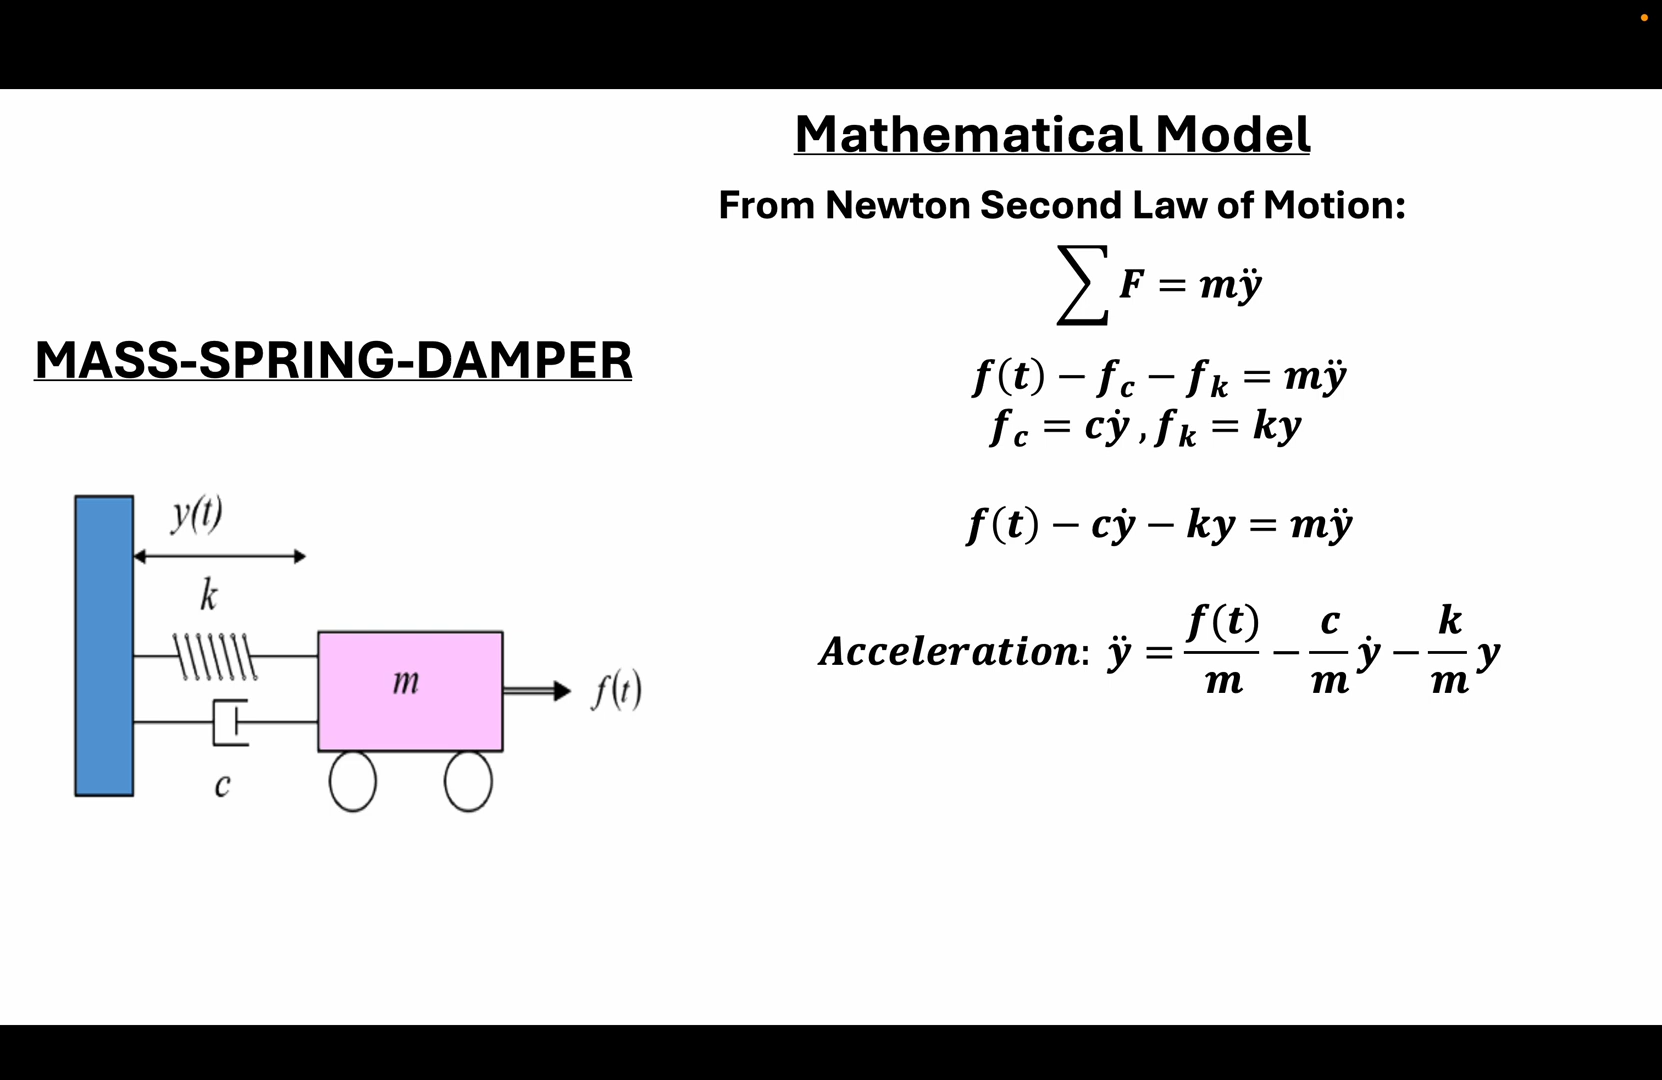 Mathematical Model
From Newton Second Law of Motion:
∑F = mÿ
f(t) − f_c − f_k = mÿ
f_c = cẏ , f_k = ky
f(t) − cẏ − ky = mÿ
Acceleration: ÿ = f(t)/m − c/m ẏ − k/m y
MASS-SPRING-DAMPER
y(t)
k
m
f(t)
c